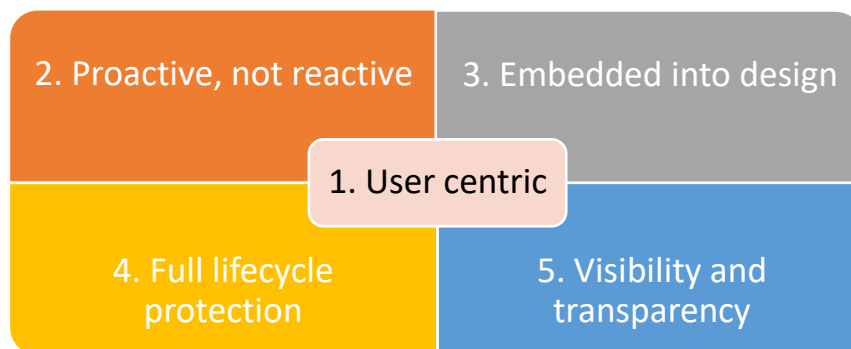 2. Proactive, not reactive
3. Embedded into design
1. User centric
4. Full lifecycle
protection
5. Visibility and
transparency